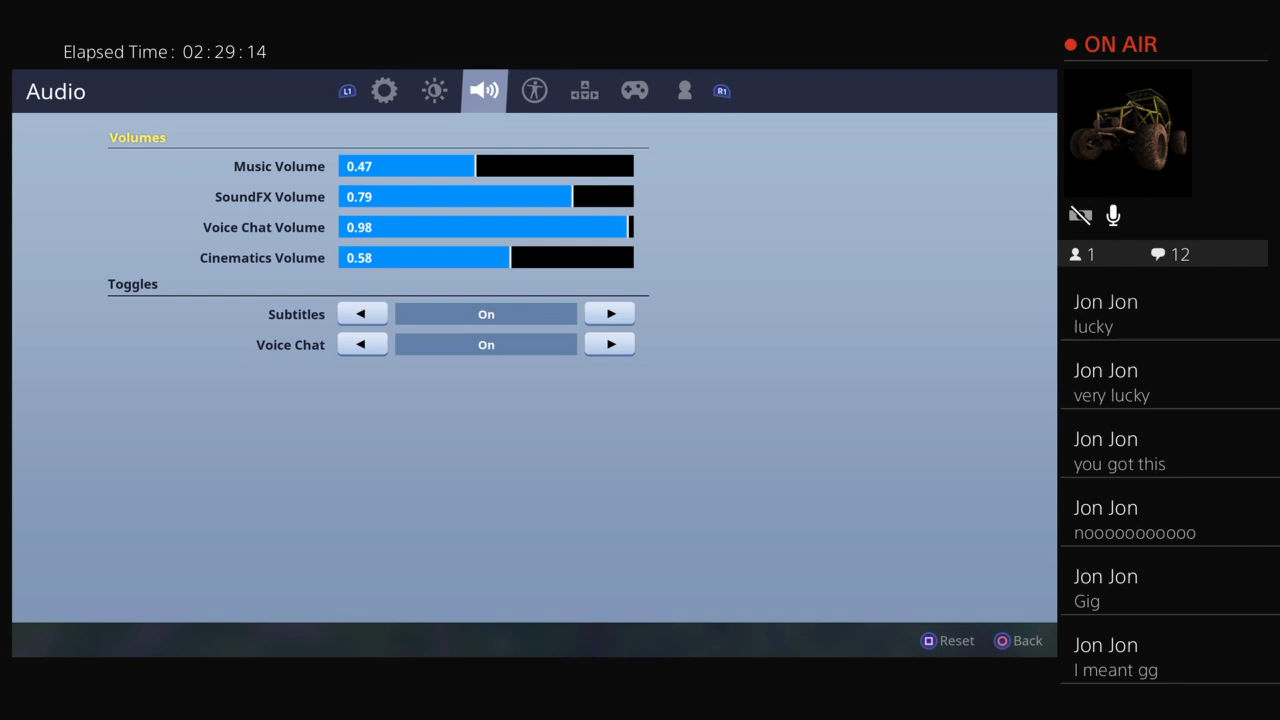 Elapsed Time: 02:29:14
ON AIR
Audio
L1
R1
Volumes
Music Volume 0.47
SoundFX Volume 0.79
Voice Chat Volume 0.98
Cinematics Volume 0.58
Toggles
Subtitles On
Voice Chat On
Reset Back
1 12
Jon Jon
lucky
Jon Jon
very lucky
Jon Jon
you got this
Jon Jon
nooooooooooo
Jon Jon
Gig
Jon Jon
I meant gg